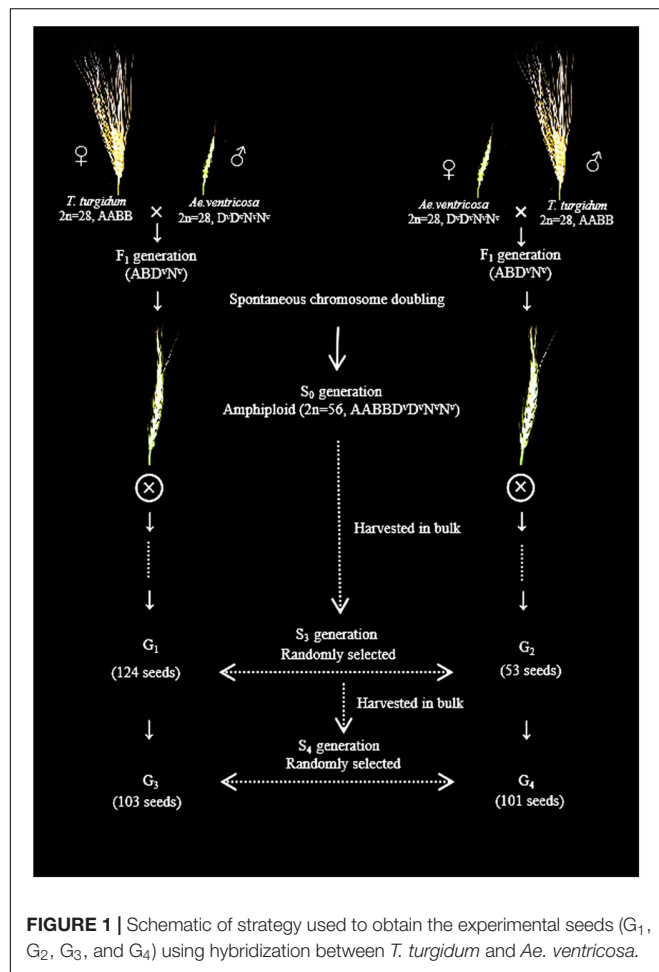 ♀ ♂
T. turgidum Ae.ventricosa
2n=28, AABB × 2n=28, DᵛDᵛNᵛNᵛ
F₁ generation
(ABDᵛNᵛ)
♀ ♂
Ae.ventricosa T. turgidum
2n=28, DᵛDᵛNᵛNᵛ × 2n=28, AABB
F₁ generation
(ABDᵛNᵛ)
Spontaneous chromosome doubling
S₀ generation
Amphiploid (2n=56, AABBDᵛDᵛNᵛNᵛ)
Harvested in bulk
G₁
(124 seeds)
S₃ generation
Randomly selected
G₂
(53 seeds)
Harvested in bulk
G₃
(103 seeds)
S₄ generation
Randomly selected
G₄
(101 seeds)
FIGURE 1 | Schematic of strategy used to obtain the experimental seeds (G₁,
G₂, G₃, and G₄) using hybridization between T. turgidum and Ae. ventricosa.